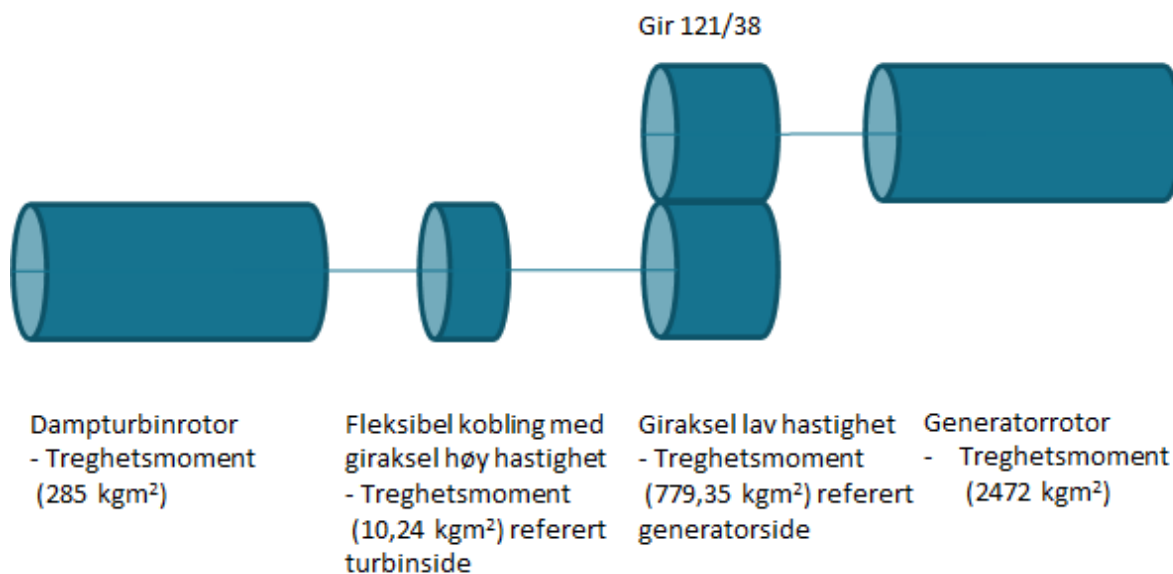 Gir 121/38
Dampturbinrotor
- Treghetsmoment
(285 kgm²)
Fleksibel kobling med
giraksel høy hastighet
- Treghetsmoment
(10,24 kgm²) referert
turbinside
Giraksel lav hastighet
- Treghetsmoment
(779,35 kgm²) referert
generatorside
Generatorrotor
- Treghetsmoment
(2472 kgm²)